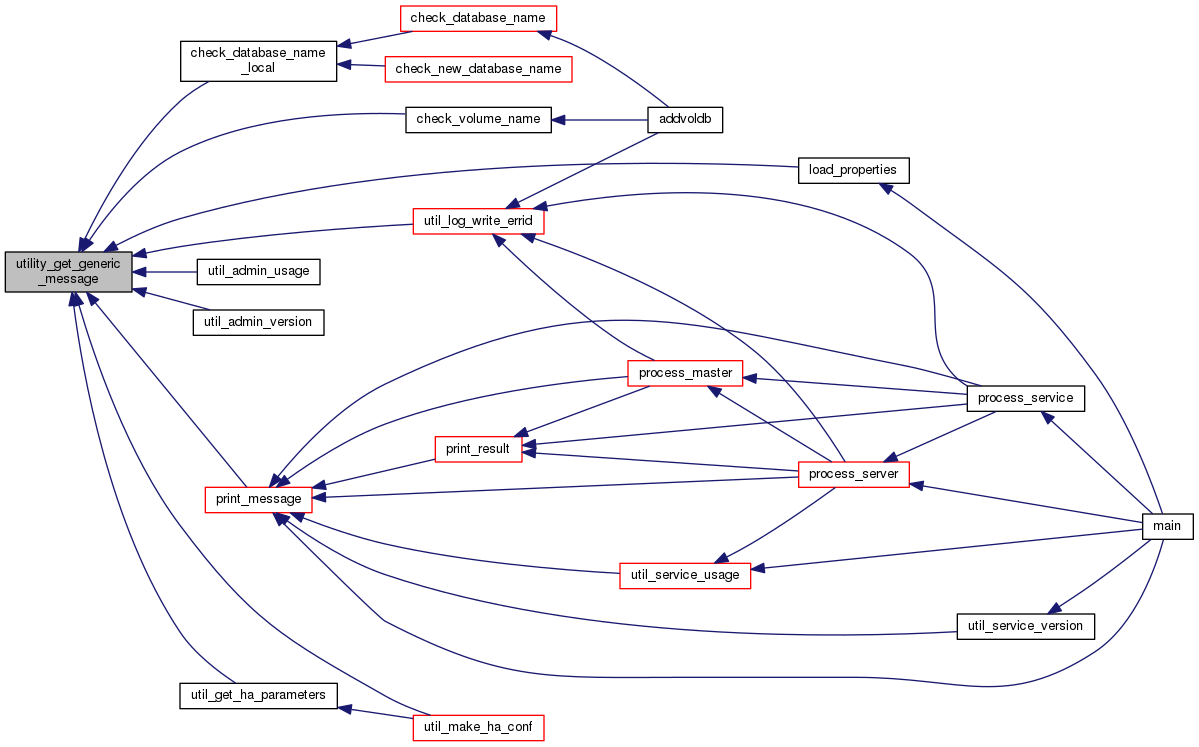 check_database_name
check_database_name
_local
check_new_database_name
check_volume_name
addvoldb
load_properties
util_log_write_errid
utility_get_generic
_message
util_admin_usage
util_admin_version
process_master
process_service
print_result
process_server
print_message
main
util_service_usage
util_service_version
util_get_ha_parameters
util_make_ha_conf